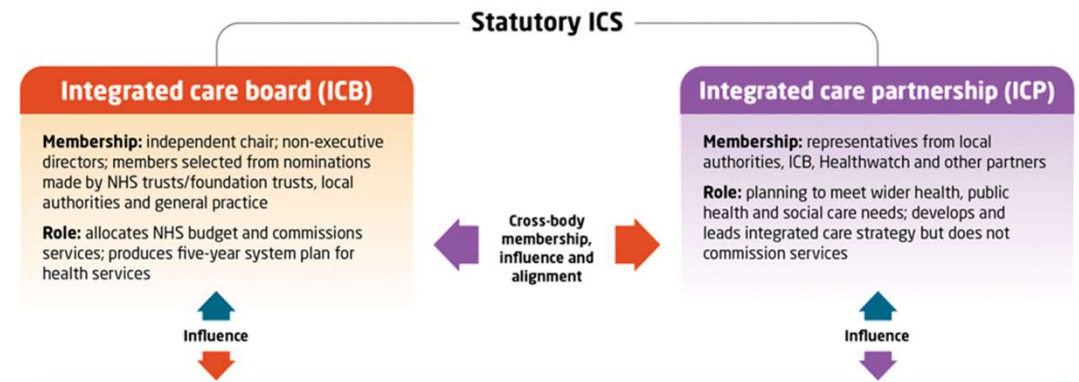 Statutory ICS
Integrated care board (ICB)
Membership: independent chair; non-executive
directors; members selected from nominations
made by NHS trusts/foundation trusts, local
authorities and general practice
Role: allocates NHS budget and commissions
services; produces five-year system plan for
health services
Influence
Cross-body
membership,
influence and
alignment
Integrated care partnership (ICP)
Membership: representatives from local
authorities, ICB, Healthwatch and other partners
Role: planning to meet wider health, public
health and social care needs; develops and
leads integrated care strategy but does not
commission services
Influence